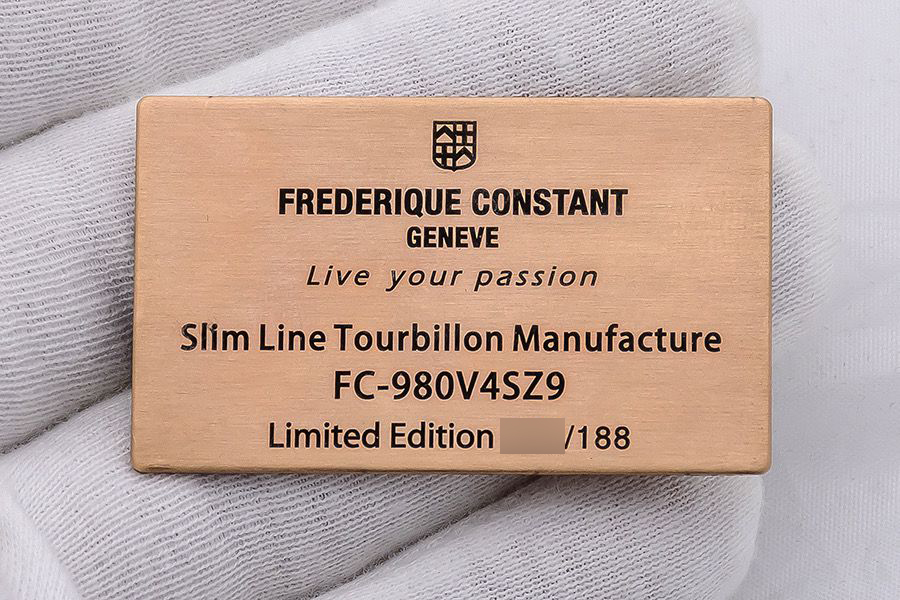 FREDERIQUE CONSTANT
GENEVE
Live your passion
Slim Line Tourbillon Manufacture
FC-980V4SZ9
Limited Edition /188